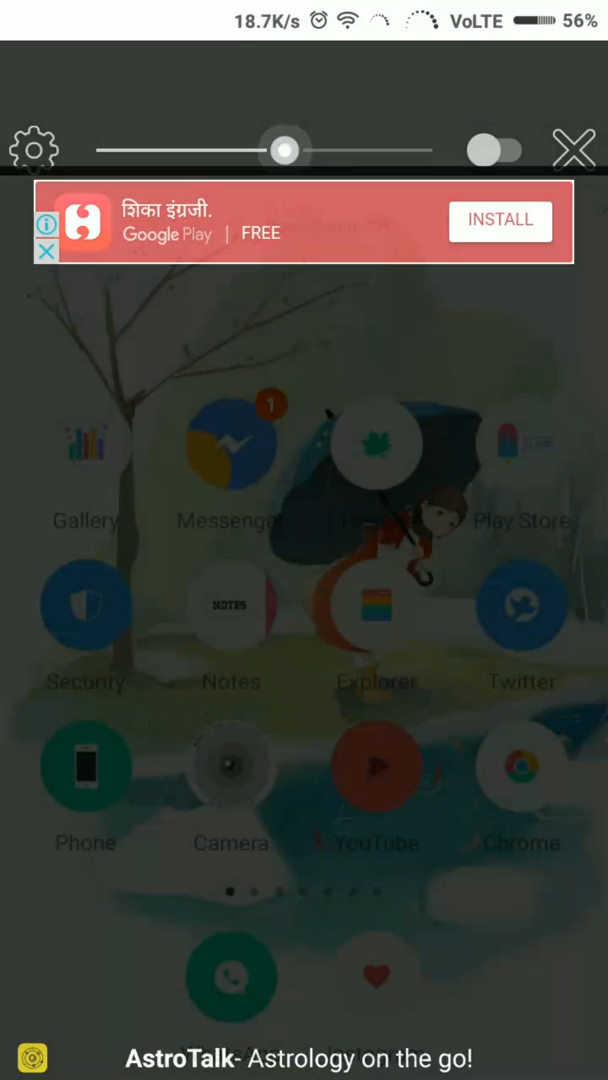 18.7K/s VoLTE 56%
शिका इंग्रजी.
Google Play | FREE
INSTALL
1
Gallery
Play Store
NOTES
Security
Notes
Explorer
Twitter
Phone
Camera
YouTube
Chrome
AstroTalk- Astrology on the go!